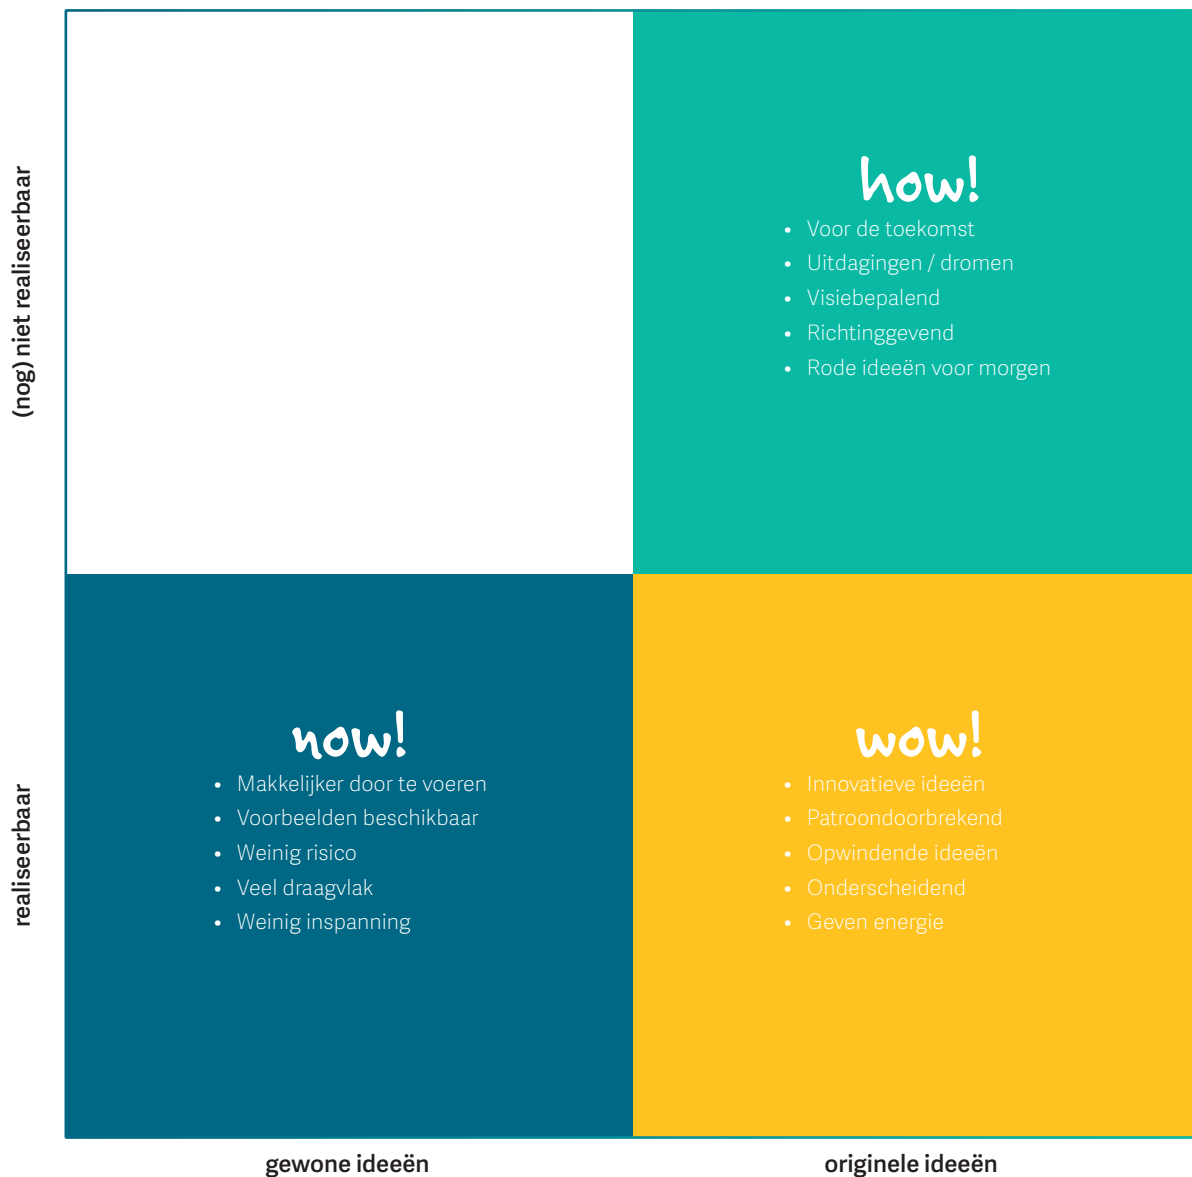 (nog) niet realiseerbaar
how!
• Voor de toekomst
• Uitdagingen / dromen
• Visiebepalend
• Richtinggevend
• Rode ideeën voor morgen
realiseerbaar
now!
• Makkelijker door te voeren
• Voorbeelden beschikbaar
• Weinig risico
• Veel draagvlak
• Weinig inspanning
wow!
• Innovatieve ideeën
• Patroondoorbrekend
• Opwindende ideeën
• Onderscheidend
• Geven energie
gewone ideeën
originele ideeën